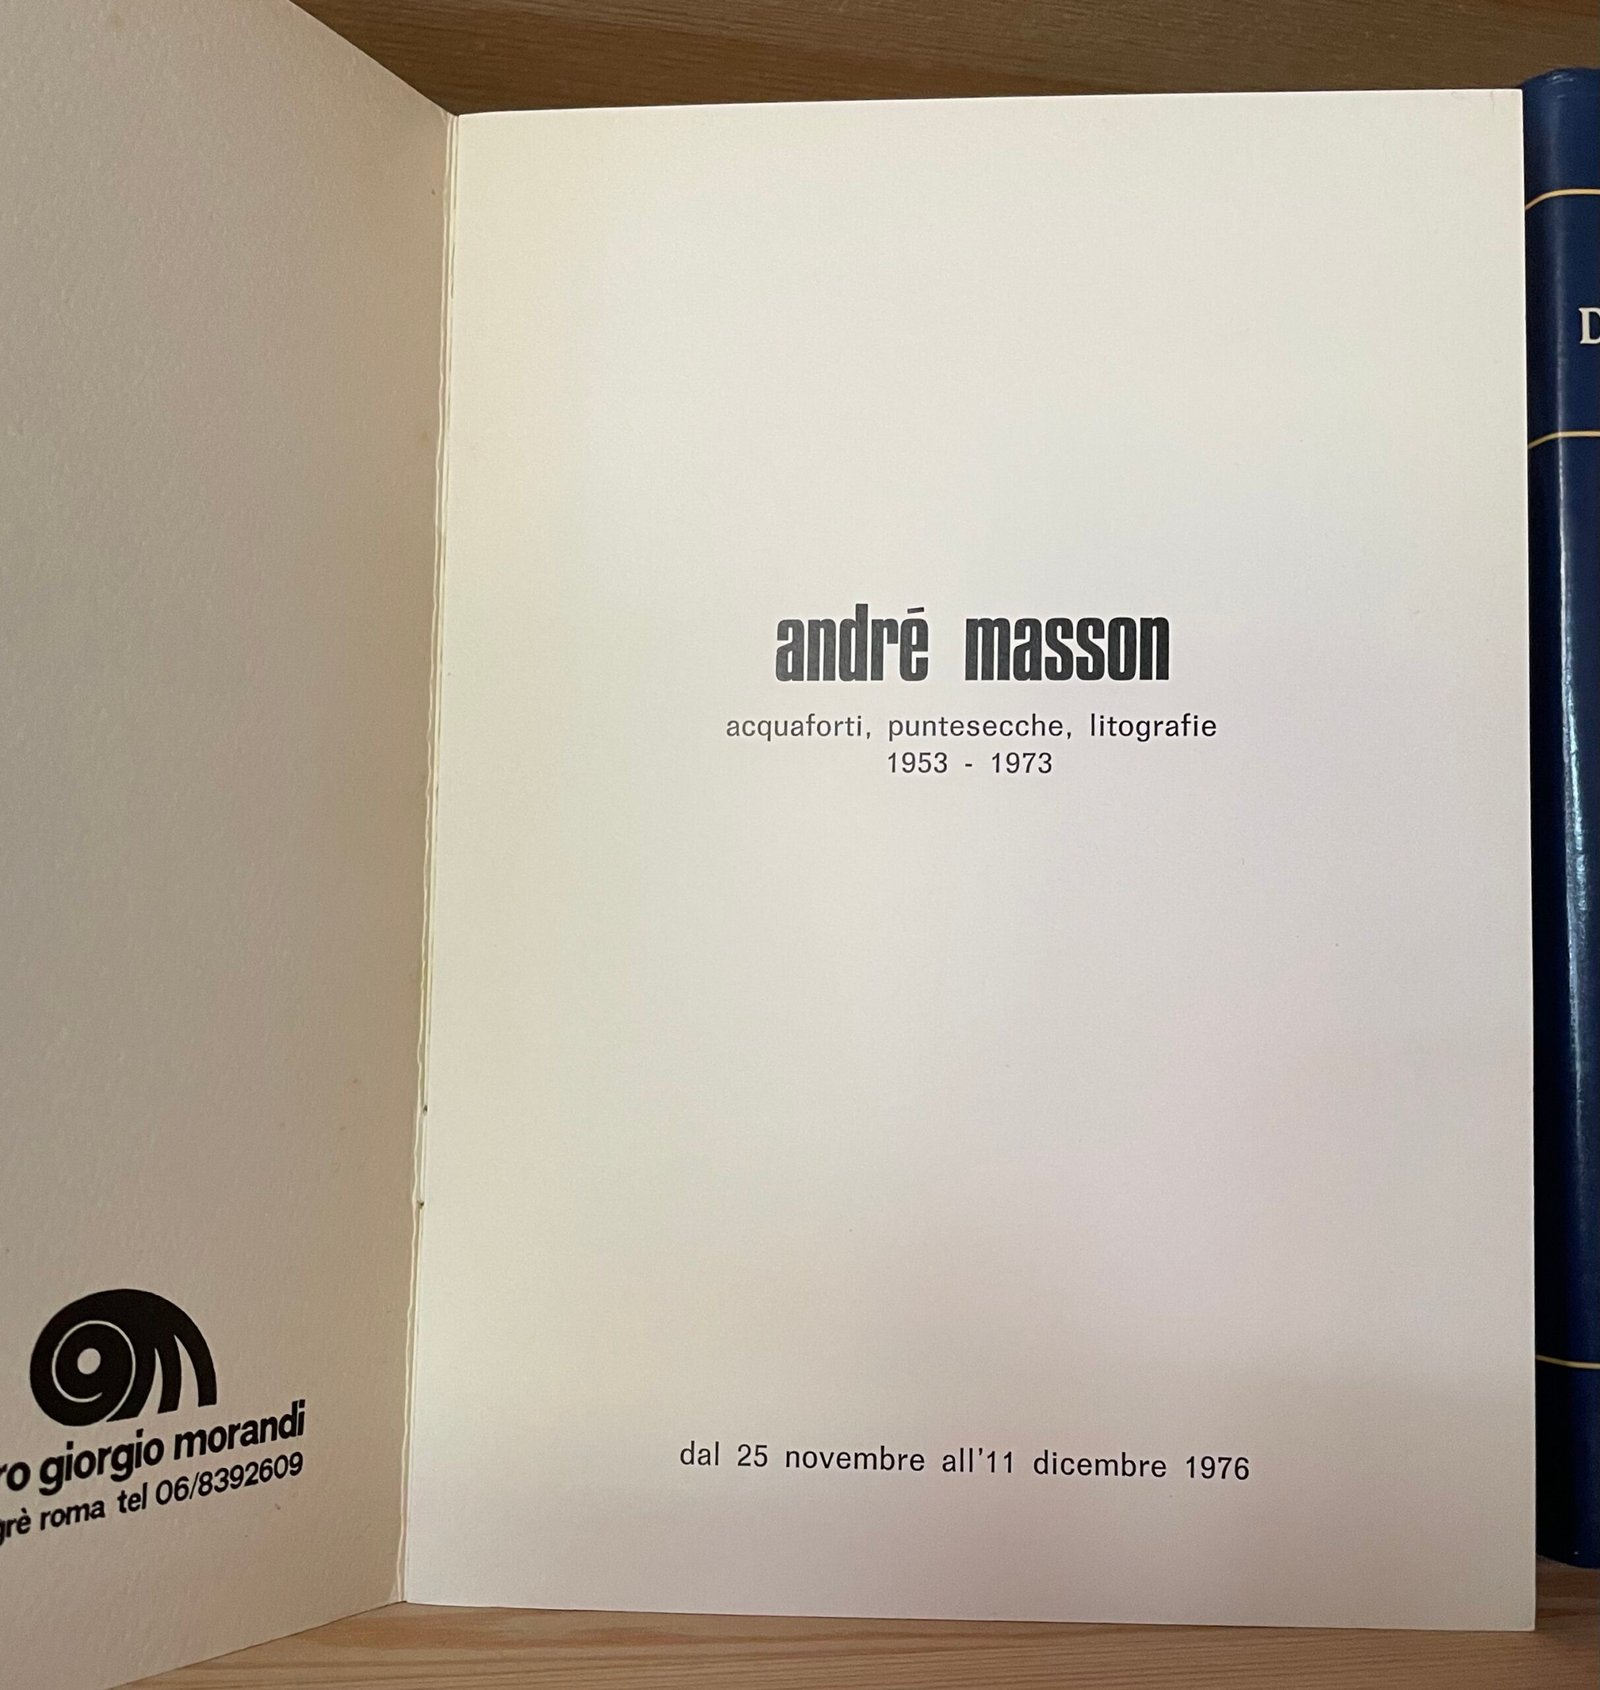 giorgio morandi
roma tel 06/8392609
andré masson
acquaforti, puntesecche, litografie
1953 - 1973
dal 25 novembre all'11 dicembre 1976
D